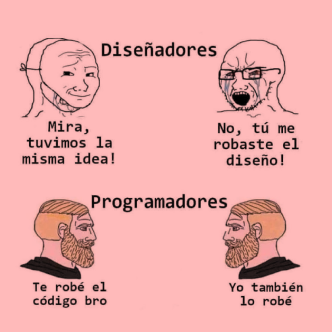 Diseñadores
Mira,
tuvimos la
misma idea!
No, tú me
robaste el
diseño!
Programadores
Te robé el
código bro
Yo también
lo robé